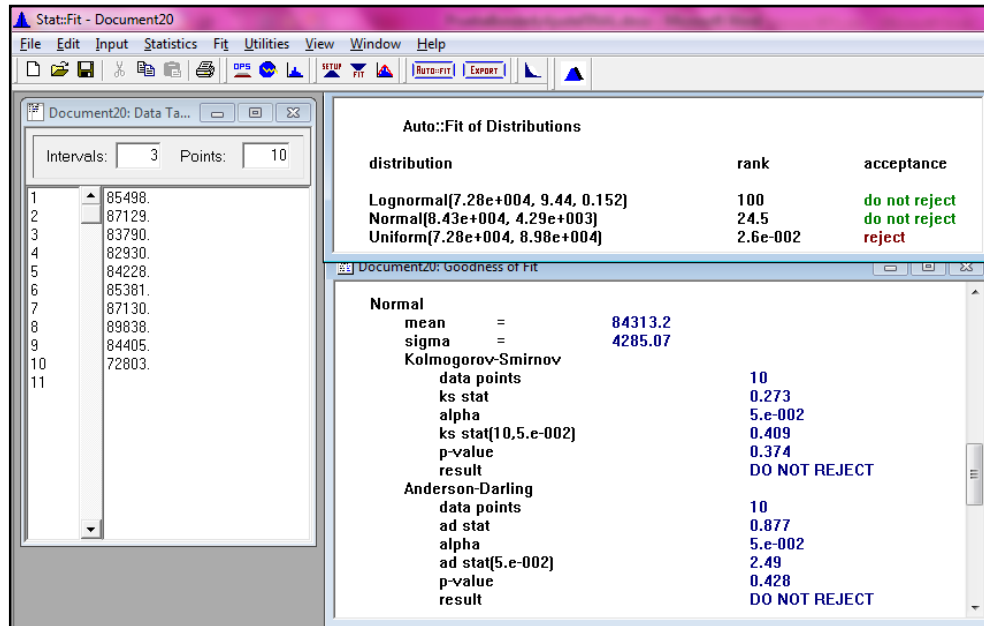 Stat::Fit - Document20
File Edit Input Statistics Fit Utilities View Window Help
OPS SETUP FIT AUTO::FIT EXPORT
Document20: Data Ta...
Intervals: 3 Points: 10
1 85498.
2 87129.
3 83790.
4 82930.
5 84228.
6 85381.
7 87130.
8 89838.
9 84405.
10 72803.
11
Auto::Fit of Distributions
distribution rank acceptance
Lognormal(7.28e+004, 9.44, 0.152) 100 do not reject
Normal(8.43e+004, 4.29e+003) 24.5 do not reject
Uniform(7.28e+004, 8.98e+004) 2.6e-002 reject
Document20: Goodness of Fit
Normal
mean = 84313.2
sigma = 4285.07
Kolmogorov-Smirnov
data points 10
ks stat 0.273
alpha 5.e-002
ks stat(10,5.e-002) 0.409
p-value 0.374
result DO NOT REJECT
Anderson-Darling
data points 10
ad stat 0.877
alpha 5.e-002
ad stat(5.e-002) 2.49
p-value 0.428
result DO NOT REJECT